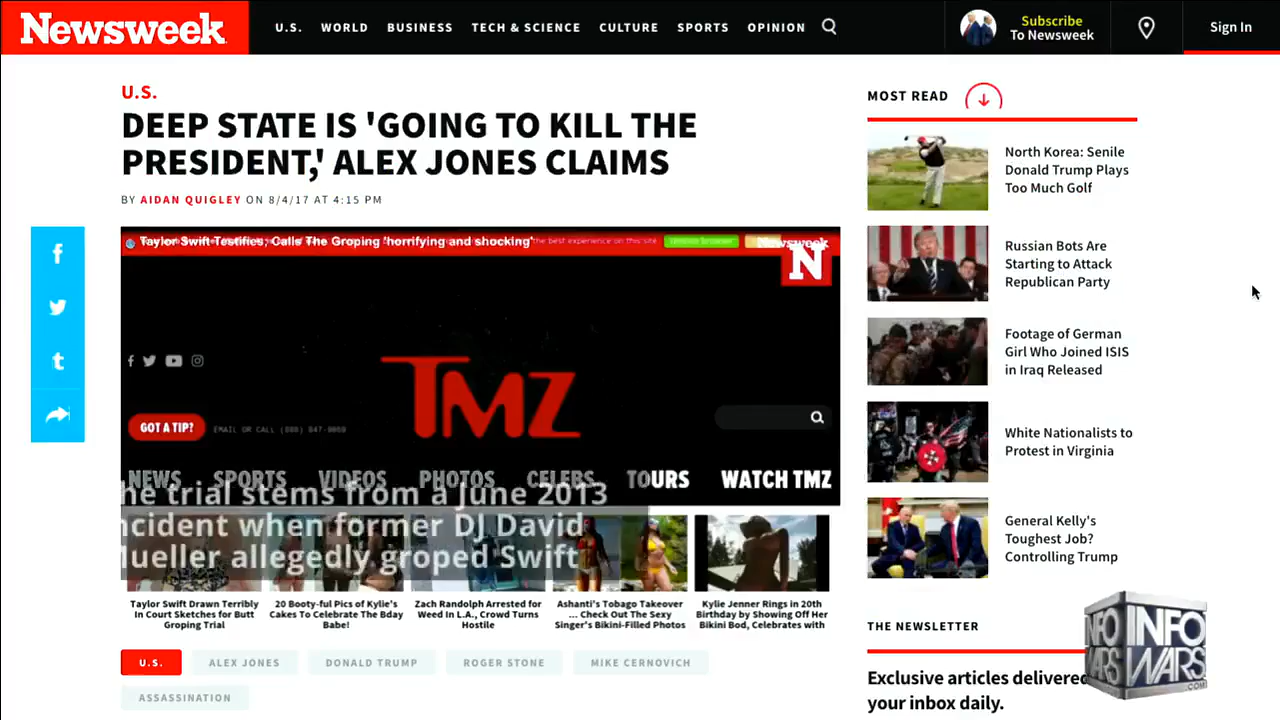 Newsweek
U.S. WORLD BUSINESS TECH & SCIENCE CULTURE SPORTS OPINION
Subscribe
To Newsweek
Sign In
U.S.
DEEP STATE IS 'GOING TO KILL THE
PRESIDENT,' ALEX JONES CLAIMS
BY AIDAN QUIGLEY ON 8/4/17 AT 4:15 PM
Taylor Swift Testifies; Calls The Groping 'horrifying and shocking'
the best experience on this site
Newsweek
N
TMZ
GOT A TIP?
EMAIL OR CALL (888) 847-9869
NEWS SPORTS VIDEOS PHOTOS CELEBS TOURS WATCH TMZ
he trial stems from a June 2013
ncident when former DJ David
ueller allegedly groped Swift
Taylor Swift Drawn Terribly
In Court Sketches for Butt
Groping Trial
20 Booty-ful Pics of Kylie's
Cakes To Celebrate The Bday
Babe!
Zach Randolph Arrested for
Weed In L.A., Crowd Turns
Hostile
Ashanti's Tobago Takeover
... Check Out The Sexy
Singer's Bikini-Filled Photos
Kylie Jenner Rings in 20th
Birthday by Showing Off Her
Bikini Bod, Celebrates with
U.S. ALEX JONES DONALD TRUMP ROGER STONE MIKE CERNOVICH
ASSASSINATION
MOST READ
North Korea: Senile
Donald Trump Plays
Too Much Golf
Russian Bots Are
Starting to Attack
Republican Party
Footage of German
Girl Who Joined ISIS
in Iraq Released
White Nationalists to
Protest in Virginia
General Kelly's
Toughest Job?
Controlling Trump
THE NEWSLETTER
Exclusive articles delivered
your inbox daily.
INFO
WARS
INFO
WARS
.COM